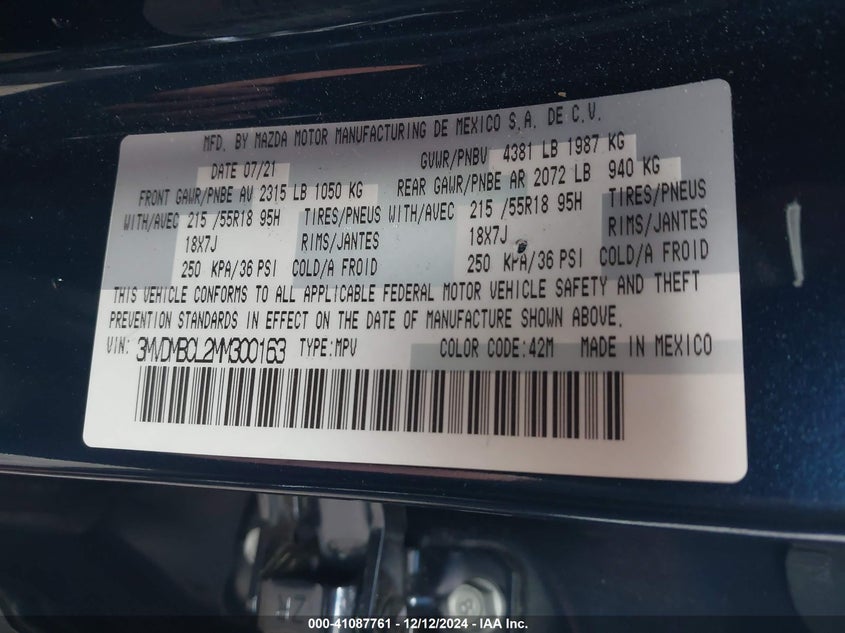 MFD. BY MAZDA MOTOR MANUFACTURING DE MEXICO S.A. DE C.V.
DATE 07/21 GVWR/PNBV 4381 LB 1987 KG
FRONT GAWR/PNBE AV 2315 LB 1050 KG REAR GAWR/PNBE AR 2072 LB 940 KG
WITH/AVEC 215 /55R18 95H TIRES/PNEUS WITH/AVEC 215 /55R18 95H TIRES/PNEUS
18X7J RIMS/JANTES 18X7J RIMS/JANTES
250 KPA/36 PSI COLD/A FROID 250 KPA/36 PSI COLD/A FROID
THIS VEHICLE CONFORMS TO ALL APPLICABLE FEDERAL MOTOR VEHICLE SAFETY AND THEFT
PREVENTION STANDARDS IN EFFECT ON THE DATE OF MANUFACTURE SHOWN ABOVE.
VIN: 3MVDMBCL2MM300163 TYPE:MPV COLOR CODE:42M MADE IN MEXICO
47
8
000-41087761 - 12/12/2024 - IAA Inc.